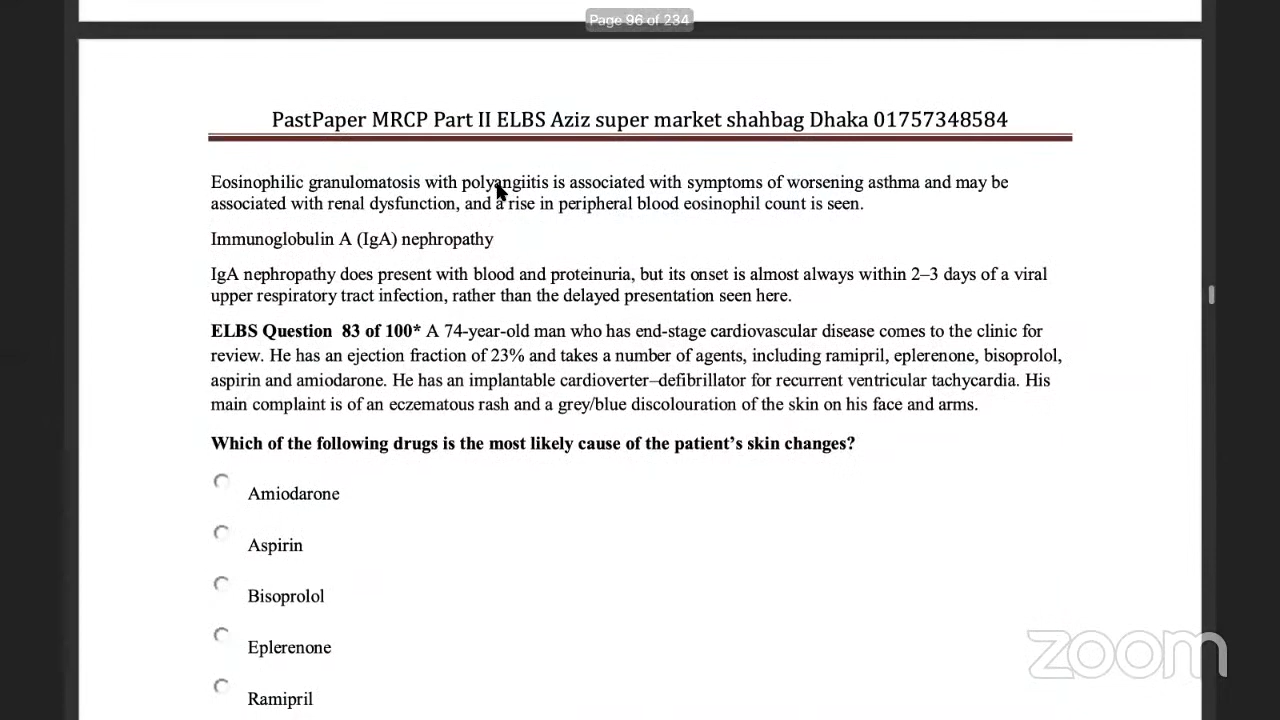 Page 96 of 234
PastPaper MRCP Part II ELBS Aziz super market shahbag Dhaka 01757348584
Eosinophilic granulomatosis with polyangiitis is associated with symptoms of worsening asthma and may be
associated with renal dysfunction, and a rise in peripheral blood eosinophil count is seen.
Immunoglobulin A (IgA) nephropathy
IgA nephropathy does present with blood and proteinuria, but its onset is almost always within 2–3 days of a viral
upper respiratory tract infection, rather than the delayed presentation seen here.
ELBS Question  83 of 100* A 74-year-old man who has end-stage cardiovascular disease comes to the clinic for
review. He has an ejection fraction of 23% and takes a number of agents, including ramipril, eplerenone, bisoprolol,
aspirin and amiodarone. He has an implantable cardioverter–defibrillator for recurrent ventricular tachycardia. His
main complaint is of an eczematous rash and a grey/blue discolouration of the skin on his face and arms.
Which of the following drugs is the most likely cause of the patient’s skin changes?
Amiodarone
Aspirin
Bisoprolol
Eplerenone
zoom
Ramipril